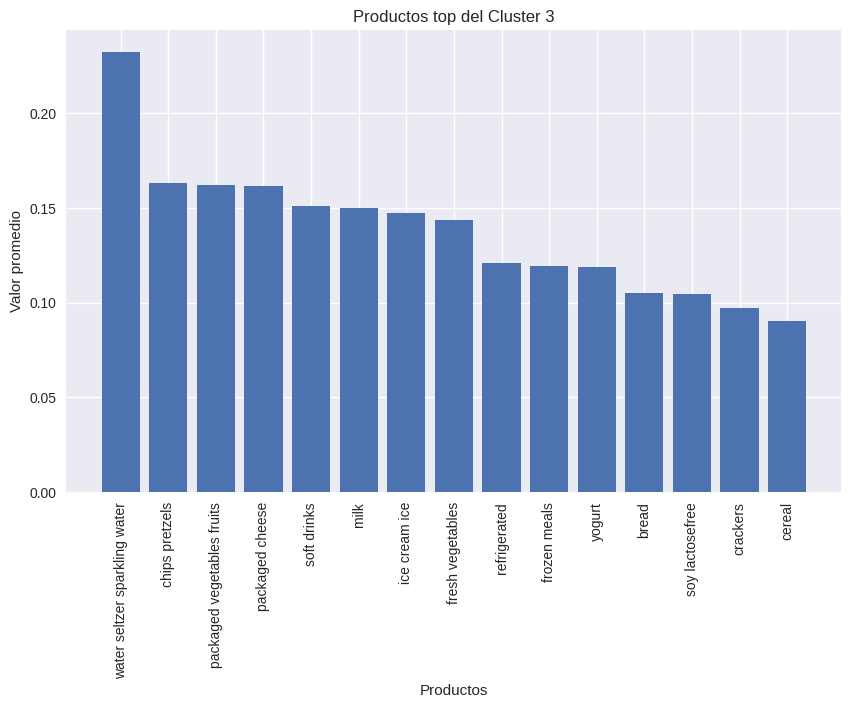 Productos top del Cluster 3
Valor promedio
0.20
0.15
0.10
0.05
0.00
water seltzer sparkling water
chips pretzels
packaged vegetables fruits
packaged cheese
soft drinks
milk
ice cream ice
fresh vegetables
refrigerated
frozen meals
yogurt
bread
soy lactosefree
crackers
cereal
Productos